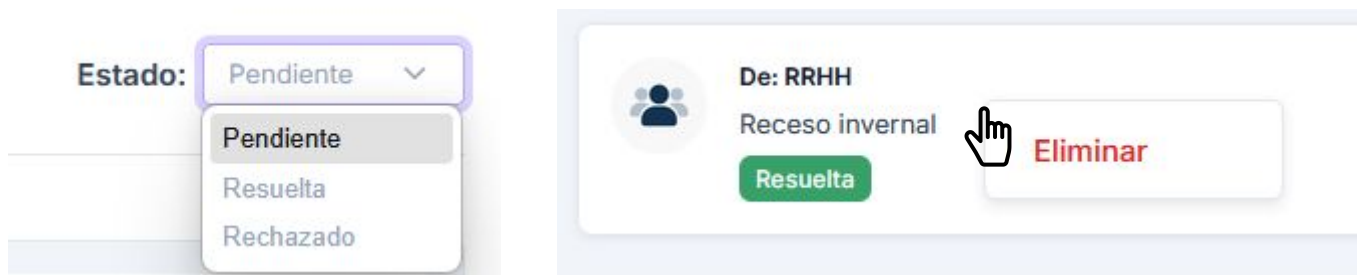 Estado:
Pendiente
Pendiente
Resuelta
Rechazado
De: RRHH
Receso invernal
Resuelta
Eliminar